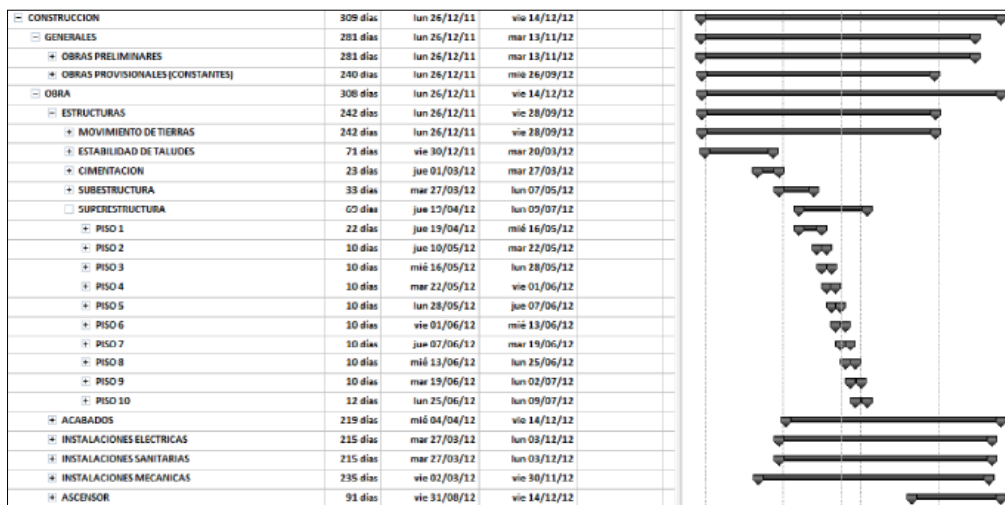 CONSTRUCCION 309 días lun 26/12/11 vie 14/12/12
GENERALES 281 días lun 26/12/11 mar 13/11/12
OBRAS PRELIMINARES 281 días lun 26/12/11 mar 13/11/12
OBRAS PROVISIONALES (CONSTANTES) 240 días lun 26/12/11 mié 26/09/12
OBRA 308 días lun 26/12/11 vie 14/12/12
ESTRUCTURAS 242 días lun 26/12/11 vie 28/09/12
MOVIMIENTO DE TIERRAS 242 días lun 26/12/11 vie 28/09/12
ESTABILIDAD DE TALUDES 71 días vie 30/12/11 mar 20/03/12
CIMENTACION 23 días jue 01/03/12 mar 27/03/12
SUBESTRUCTURA 33 días mar 27/03/12 lun 07/05/12
SUPERESTRUCTURA 69 días jue 19/04/12 lun 09/07/12
PISO 1 22 días jue 19/04/12 mié 16/05/12
PISO 2 10 días jue 10/05/12 mar 22/05/12
PISO 3 10 días mié 16/05/12 lun 28/05/12
PISO 4 10 días mar 22/05/12 vie 01/06/12
PISO 5 10 días lun 28/05/12 jue 07/06/12
PISO 6 10 días vie 01/06/12 mié 13/06/12
PISO 7 10 días jue 07/06/12 mar 19/06/12
PISO 8 10 días mié 13/06/12 lun 25/06/12
PISO 9 10 días mar 19/06/12 lun 02/07/12
PISO 10 12 días lun 25/06/12 lun 09/07/12
ACABADOS 219 días mié 04/04/12 vie 14/12/12
INSTALACIONES ELECTRICAS 215 días mar 27/03/12 lun 03/12/12
INSTALACIONES SANITARIAS 215 días mar 27/03/12 lun 03/12/12
INSTALACIONES MECANICAS 235 días vie 02/03/12 vie 30/11/12
ASCENSOR 91 días vie 31/08/12 vie 14/12/12